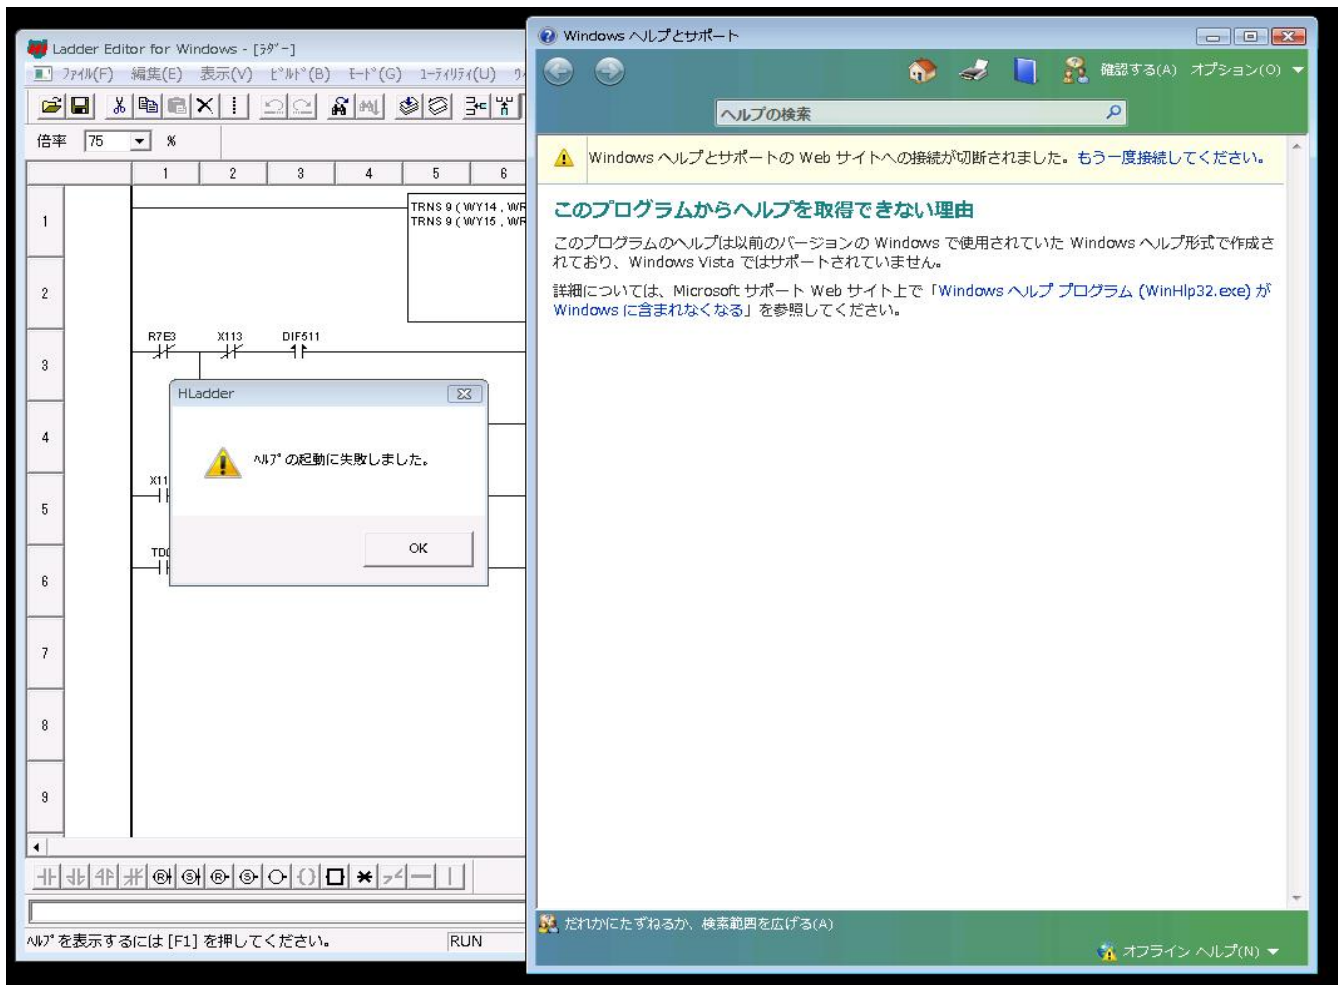 Ladder Editor for Windows - [ﾗﾀﾞｰ]
ﾌｧｲﾙ(F) 編集(E) 表示(V) ﾋﾞﾙﾄﾞ(B) ﾓｰﾄﾞ(G) ﾕｰﾃｨﾘﾃｨ(U)
倍率 75 %
1 2 3 4 5 6
1
TRNS 9 ( WY14 , WR
TRNS 9 ( WY15 , WR
2
R7E3 X113 DIF511
3
HLadder
4
ﾍﾙﾌﾟの起動に失敗しました。
X11
5
OK
TD
6
7
8
9
ﾍﾙﾌﾟを表示するには [F1] を押してください。 RUN
Windows ヘルプとサポート
確認する(A) オプション(O)
ヘルプの検索
Windows ヘルプとサポートの Web サイトへの接続が切断されました。もう一度接続してください。
このプログラムからヘルプを取得できない理由
このプログラムのヘルプは以前のバージョンの Windows で使用されていた Windows ヘルプ形式で作成さ
れており、Windows Vista ではサポートされていません。
詳細については、Microsoft サポート Web サイト上で「Windows ヘルプ プログラム (WinHlp32.exe) が
Windows に含まれなくなる」を参照してください。
だれかにたずねるか、検索範囲を広げる(A)
オフライン ヘルプ(N)